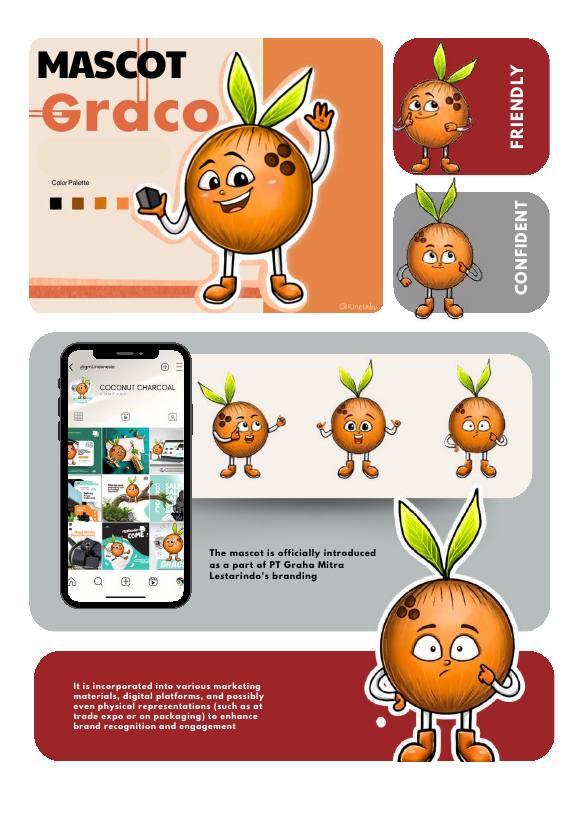 MASCOT
Graco
Color Palette
FRIENDLY
CONFIDENT
COCONUT CHARCOAL
COMPANY
The mascot is officially introduced
as a part of PT Graha Mitra
Lestarindo's branding
It is incorporated into various marketing
materials, digital platforms, and possibly
even physical representations (such as at
trade expo or on packaging) to enhance
brand recognition and engagement